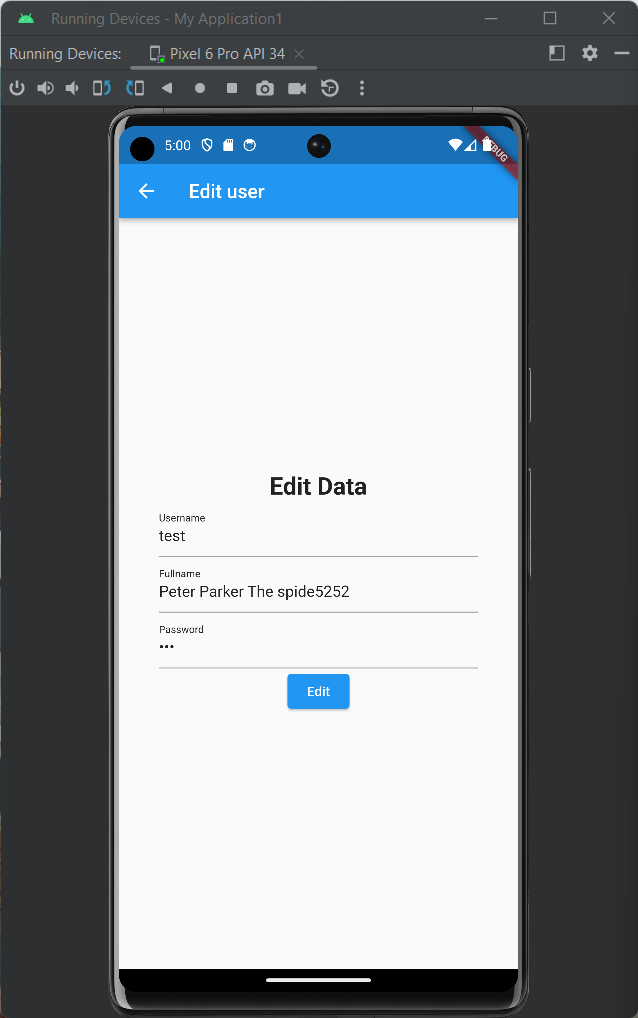 Running Devices - My Application1
Running Devices: Pixel 6 Pro API 34
5:00
DEBUG
Edit user
Edit Data
Username
test
Fullname
Peter Parker The spide5252
Password
•••
Edit